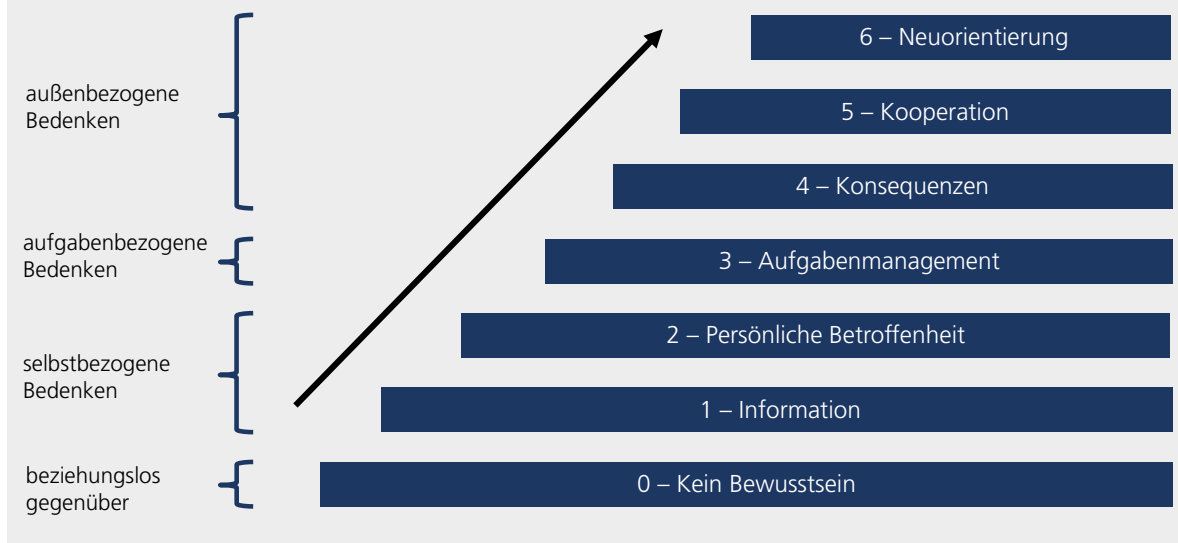 außenbezogene
Bedenken
6 – Neuorientierung
5 – Kooperation
4 – Konsequenzen
aufgabenbezogene
Bedenken
3 – Aufgabenmanagement
selbstbezogene
Bedenken
2 – Persönliche Betroffenheit
1 – Information
beziehungslos
gegenüber
0 – Kein Bewusstsein